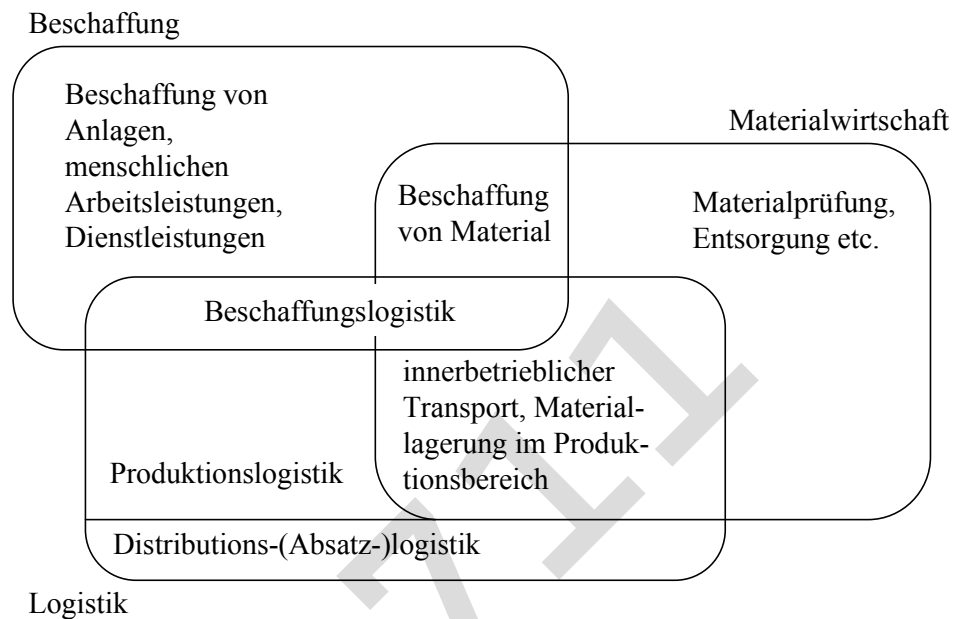 Beschaffung
Beschaffung von
Anlagen,
menschlichen
Arbeitsleistungen,
Dienstleistungen
Materialwirtschaft
Beschaffung
von Material
Materialprüfung,
Entsorgung etc.
Beschaffungslogistik
innerbetrieblicher
Transport, Material-
lagerung im Produk-
tionsbereich
Produktionslogistik
Distributions-(Absatz-)logistik
Logistik
711